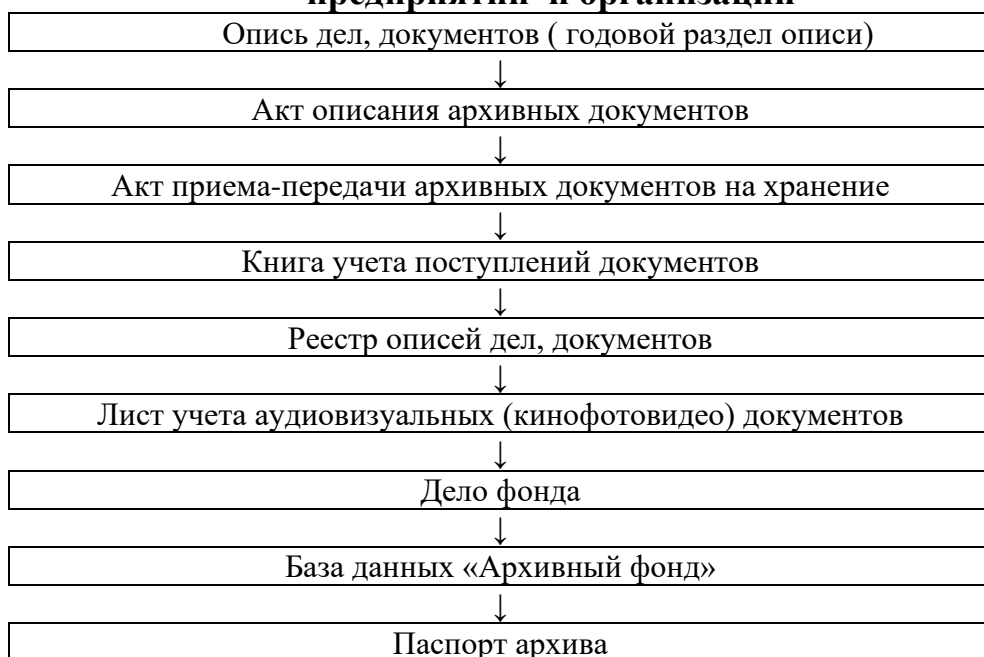 предприятий и организаций
Опись дел, документов ( годовой раздел описи)
↓
Акт описания архивных документов
↓
Акт приема-передачи архивных документов на хранение
↓
Книга учета поступлений документов
↓
Реестр описей дел, документов
↓
Лист учета аудиовизуальных (кинофотовидео) документов
↓
Дело фонда
↓
База данных «Архивный фонд»
↓
Паспорт архива